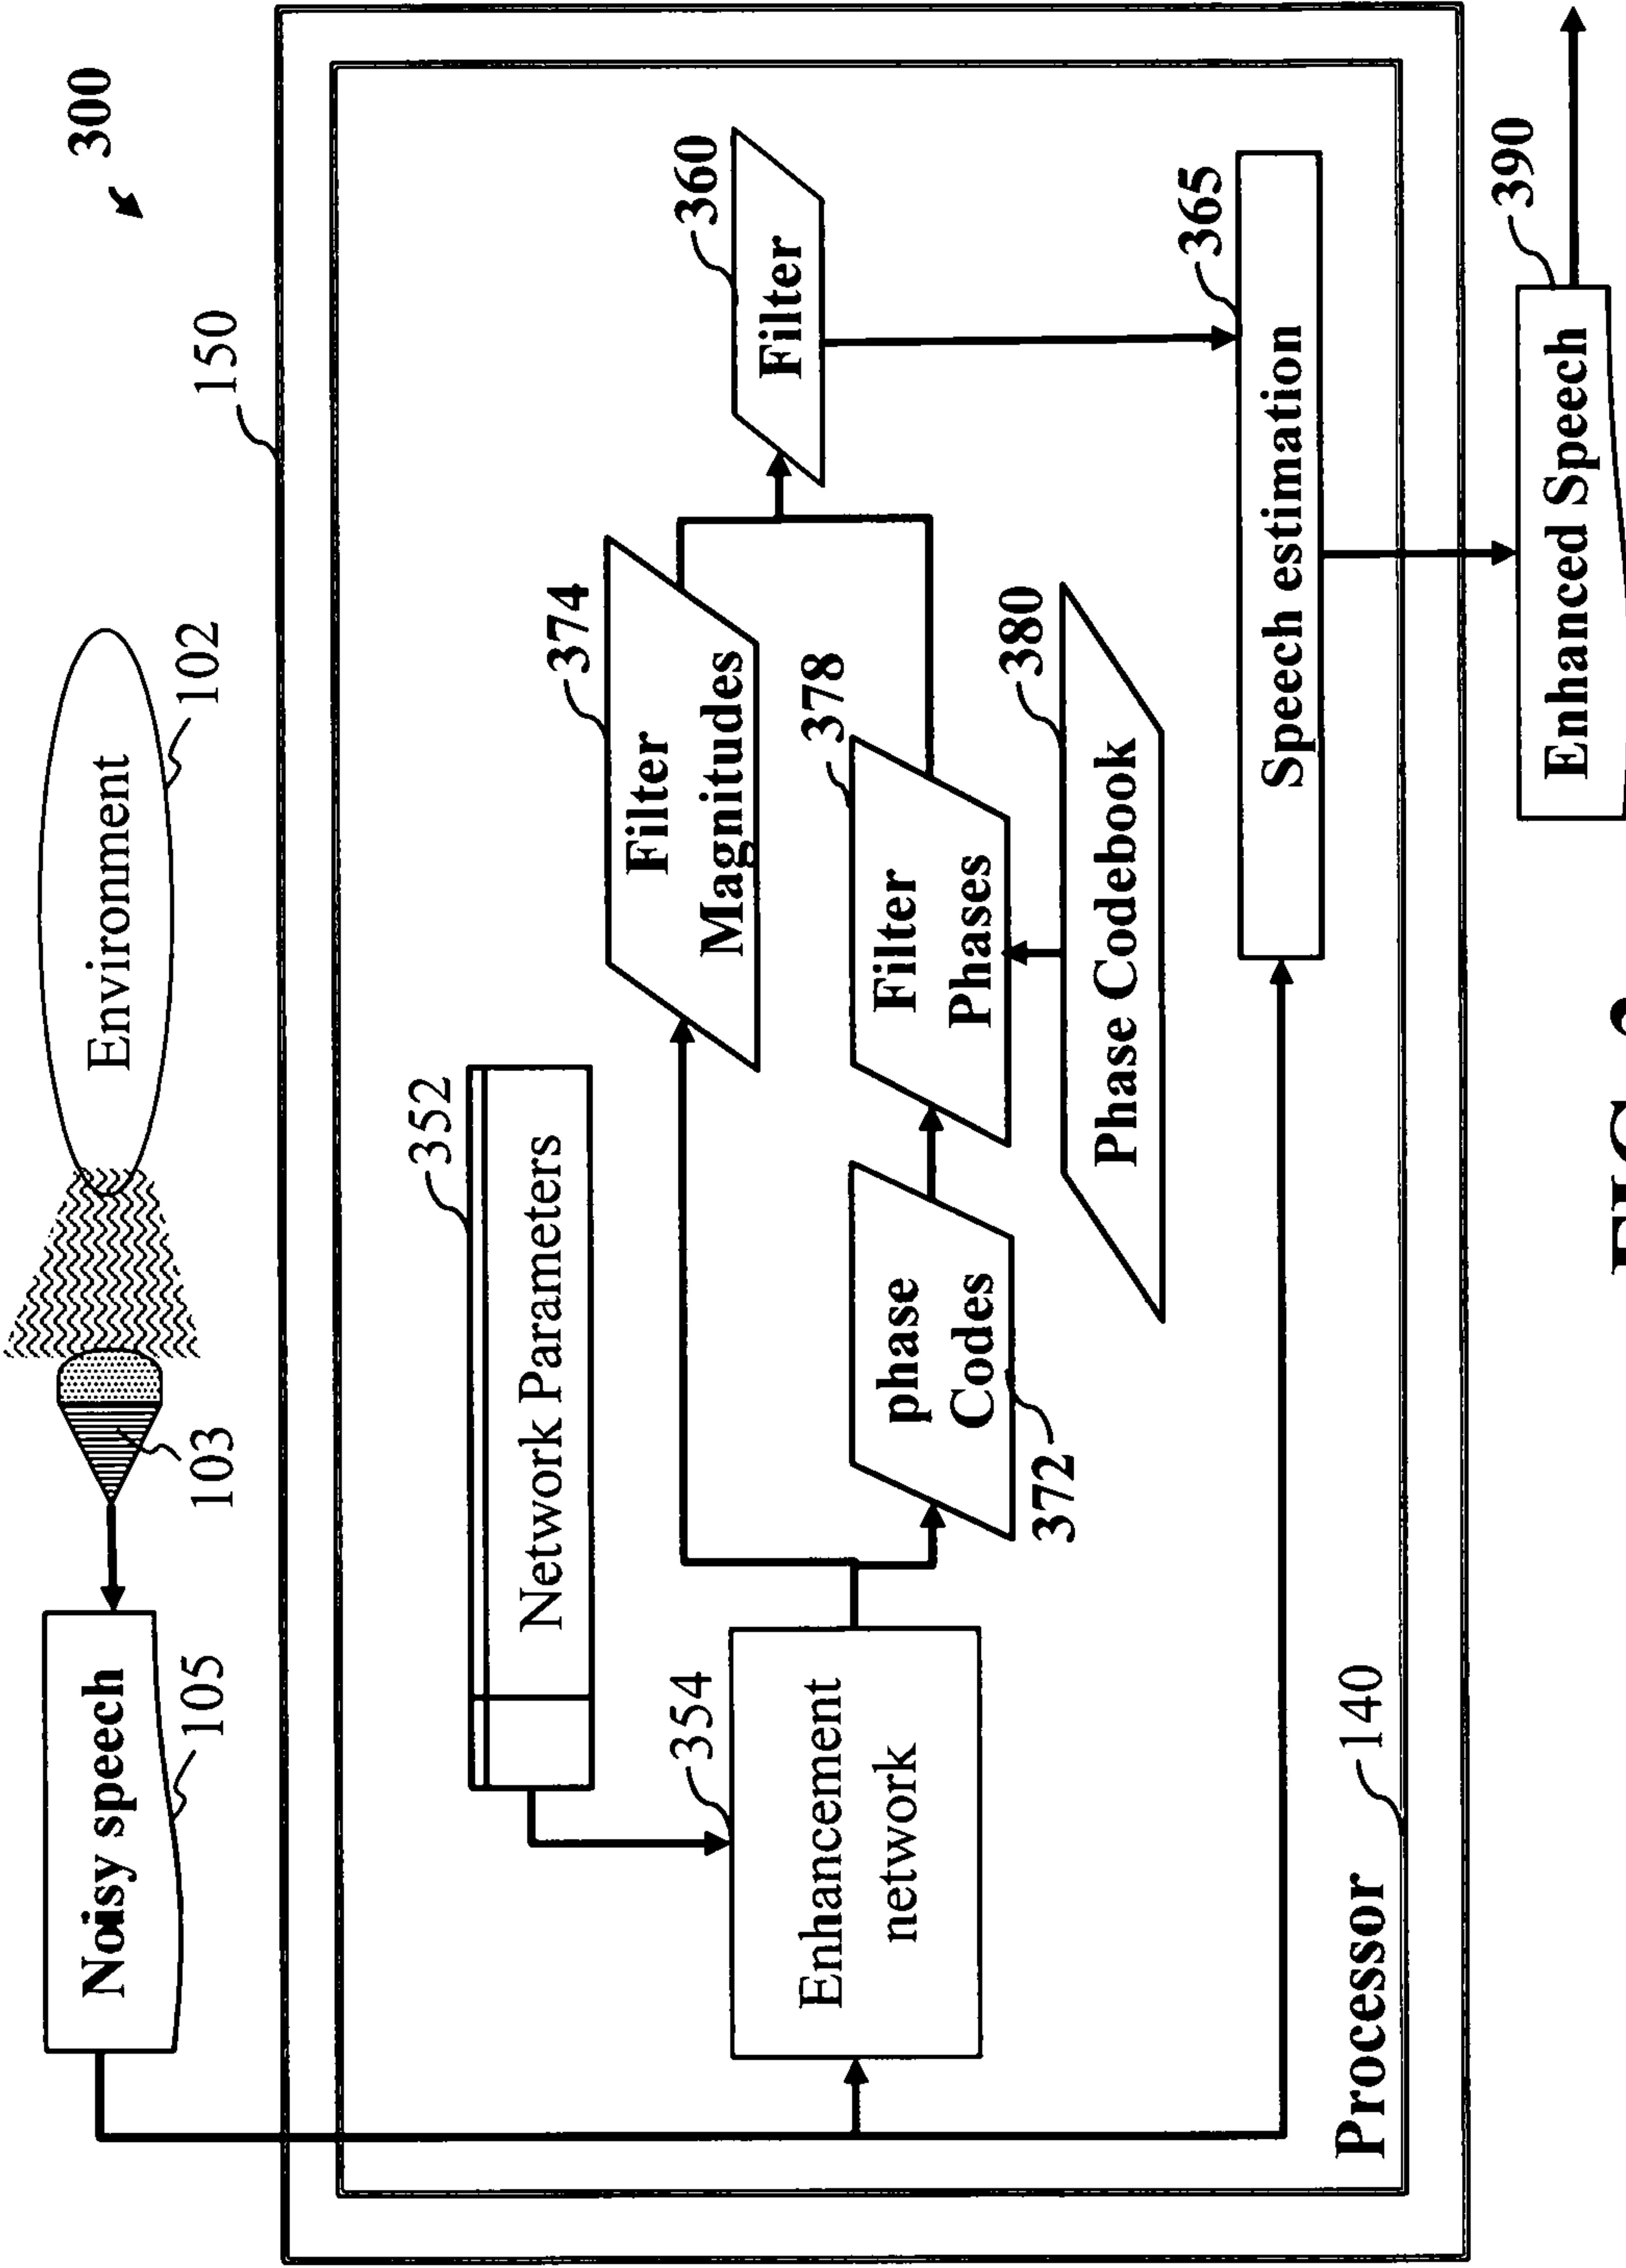 300
Environment
102
103
Noisy speech
105
150
352
Network Parameters
354
Enhancement
network
374
Filter
Magnitudes
360
Filter
phase
Codes
372
378
Filter
Phases
380
Phase Codebook
365
Speech estimation
Processor
140
390
Enhanced Speech